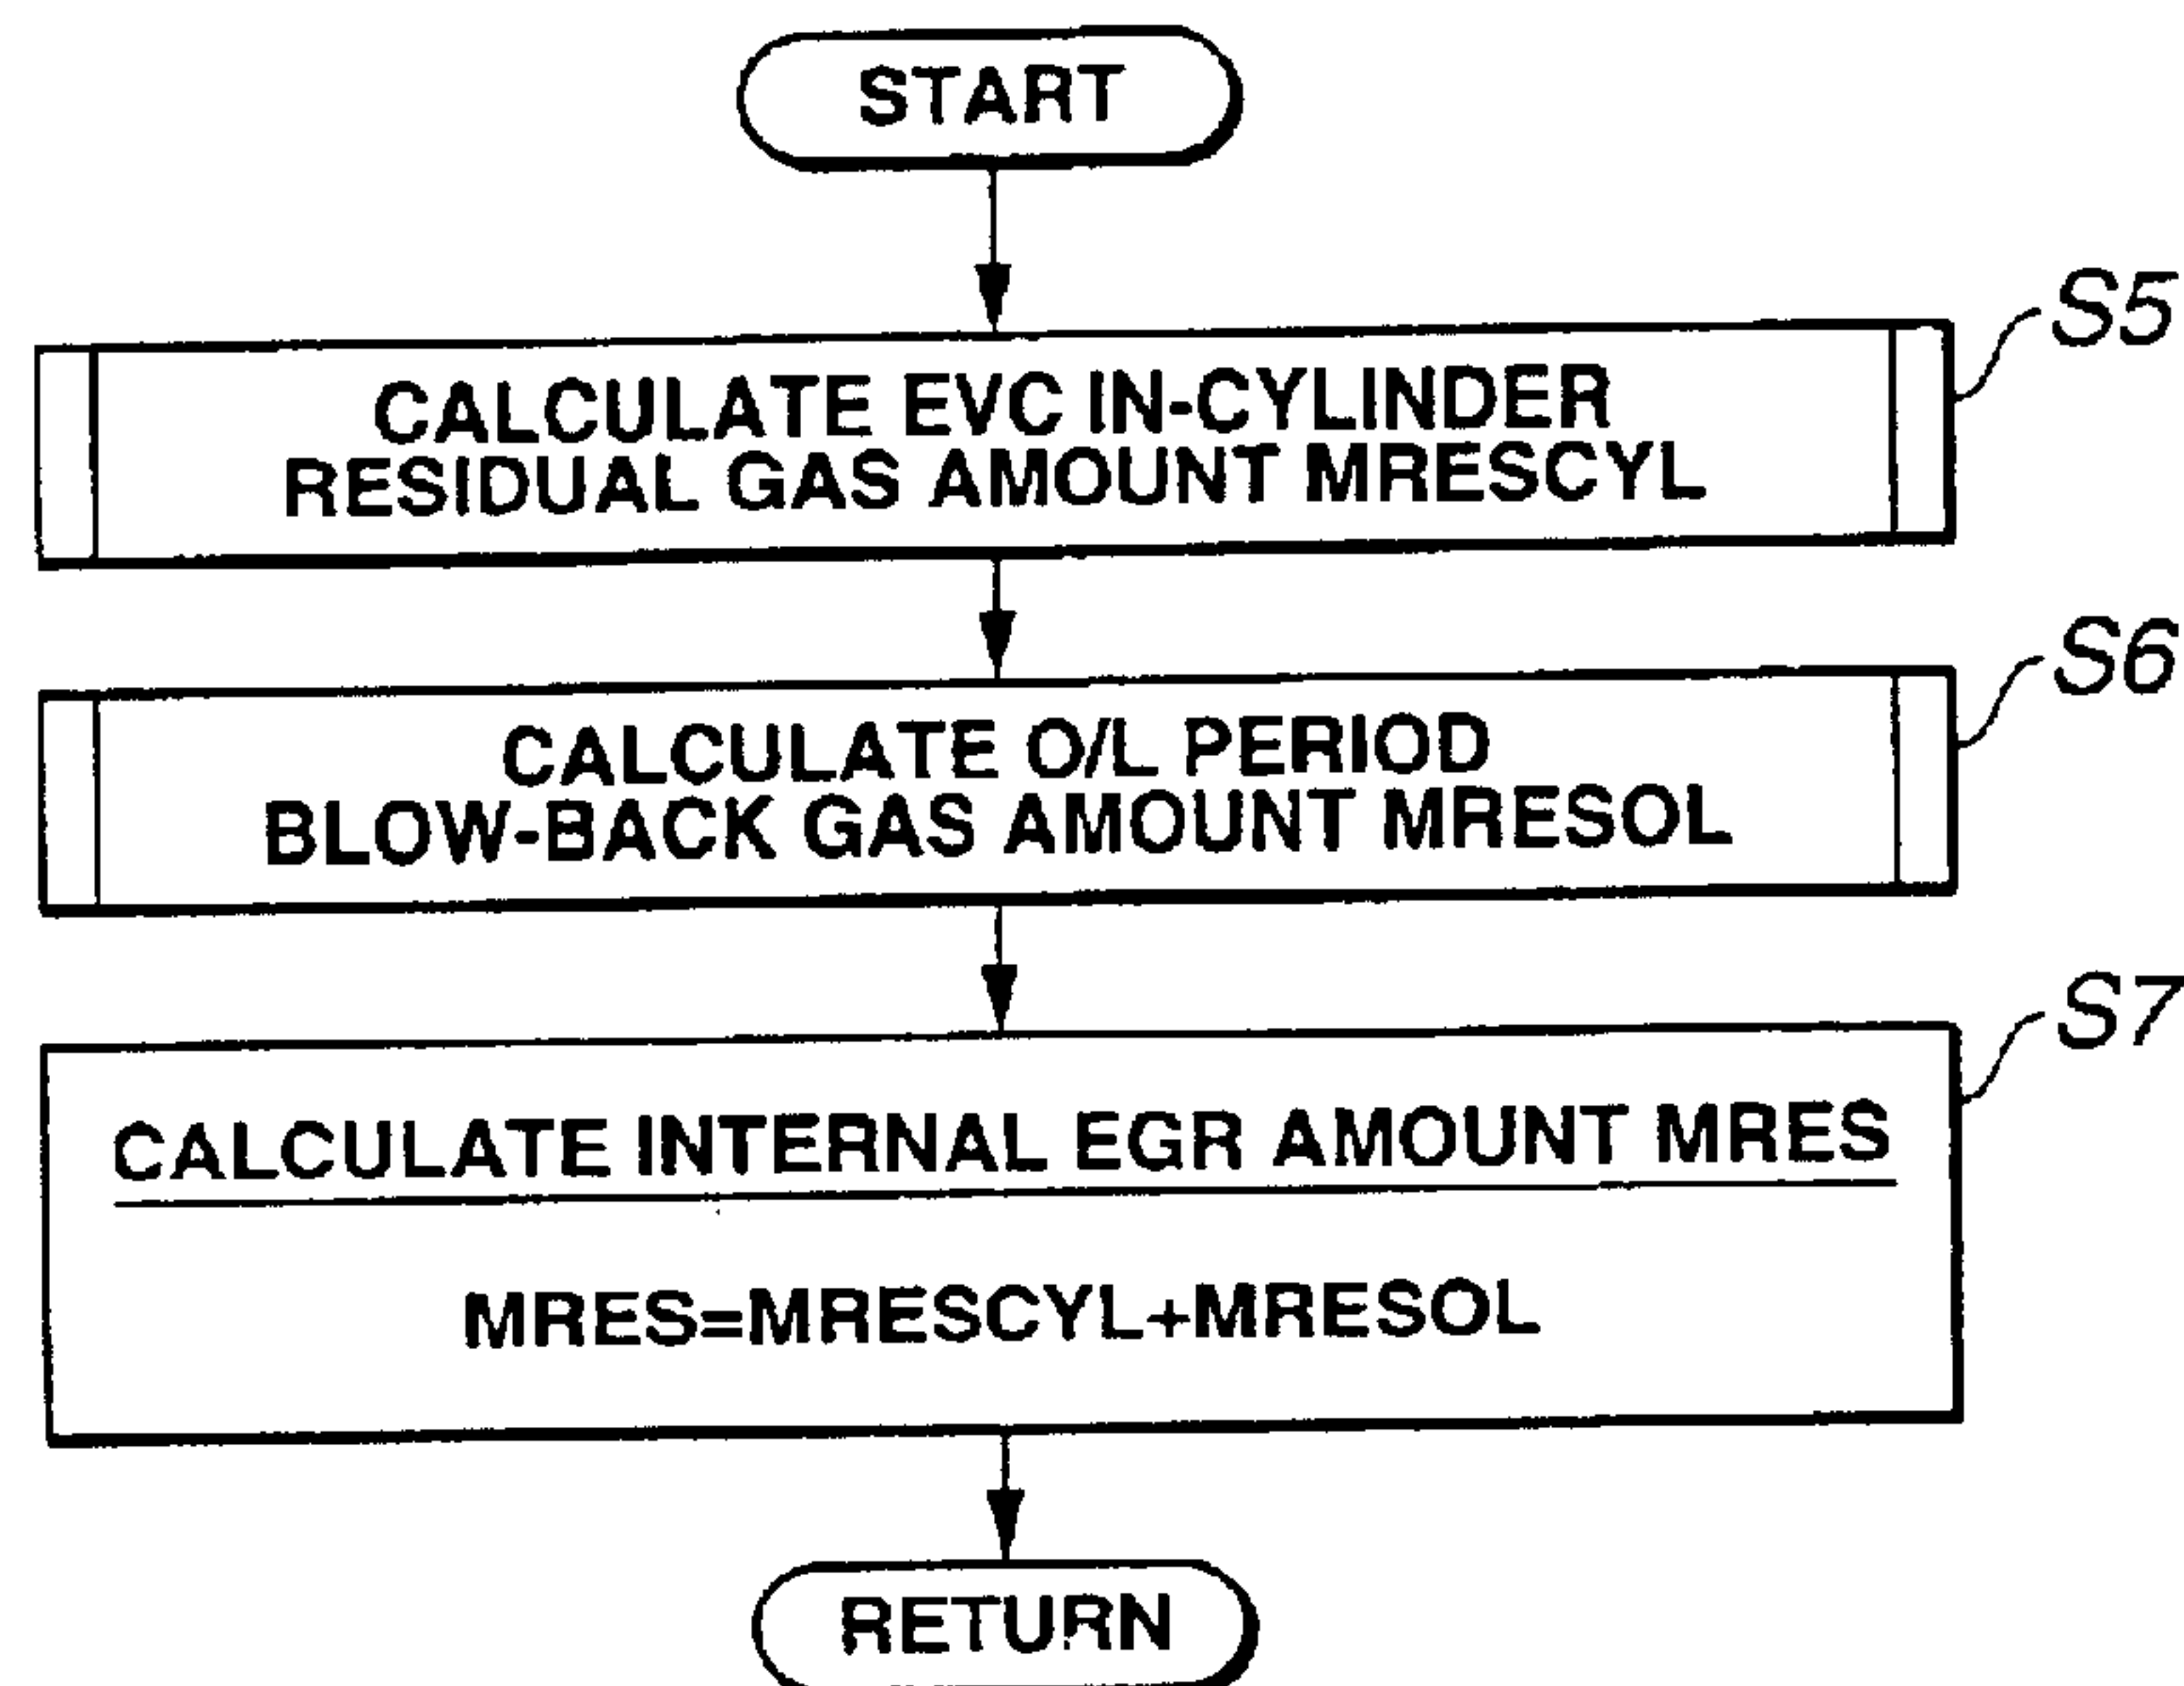 START
S5
CALCULATE EVC IN-CYLINDER
RESIDUAL GAS AMOUNT MRESCYL
S6
CALCULATE O/L PERIOD
BLOW-BACK GAS AMOUNT MRESOL
S7
CALCULATE INTERNAL EGR AMOUNT MRES
MRES=MRESCYL+MRESOL
RETURN